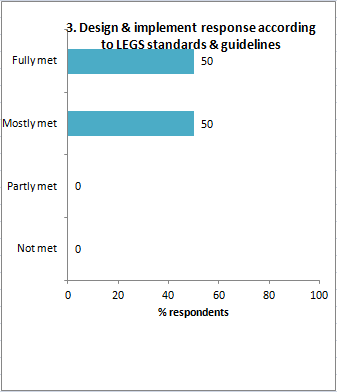 3. Design & implement response according
to LEGS standards & guidelines
Fully met 50
Mostly met 50
Partly met 0
Not met 0
0 20 40 60 80 100
% respondents